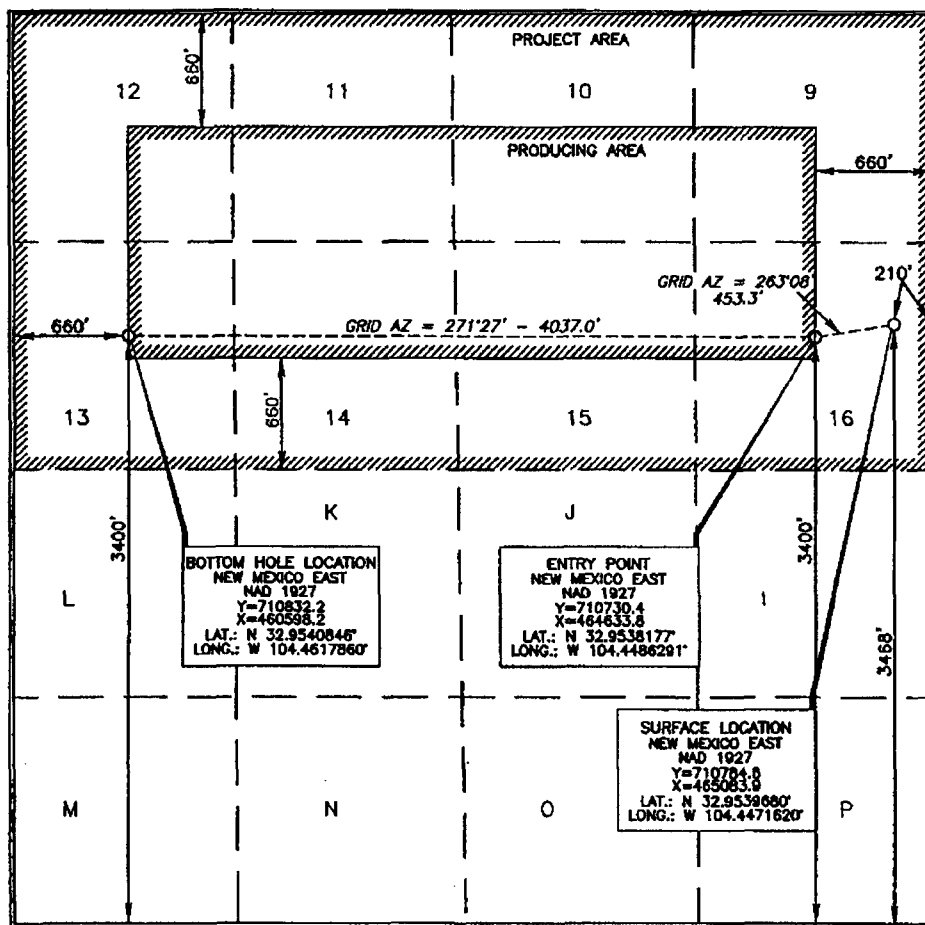 PROJECT AREA
660'
12
11
10
9
PRODUCING AREA
660'
GRID AZ = 263°08'
453.3'
210'
660'
GRID AZ = 271°27' - 4037.0'
13
660'
14
15
16
K
J
3400'
3400'
3468'
L
I
BOTTOM HOLE LOCATION
NEW MEXICO EAST
NAD 1927
Y=710832.2
X=460598.2
LAT.: N 32.9540846°
LONG.: W 104.4617860°
ENTRY POINT
NEW MEXICO EAST
NAD 1927
Y=710730.4
X=464633.8
LAT.: N 32.9538177°
LONG.: W 104.4486291°
SURFACE LOCATION
NEW MEXICO EAST
NAD 1927
Y=710784.8
X=465083.9
LAT.: N 32.9539680°
LONG.: W 104.4471620°
M
N
O
P